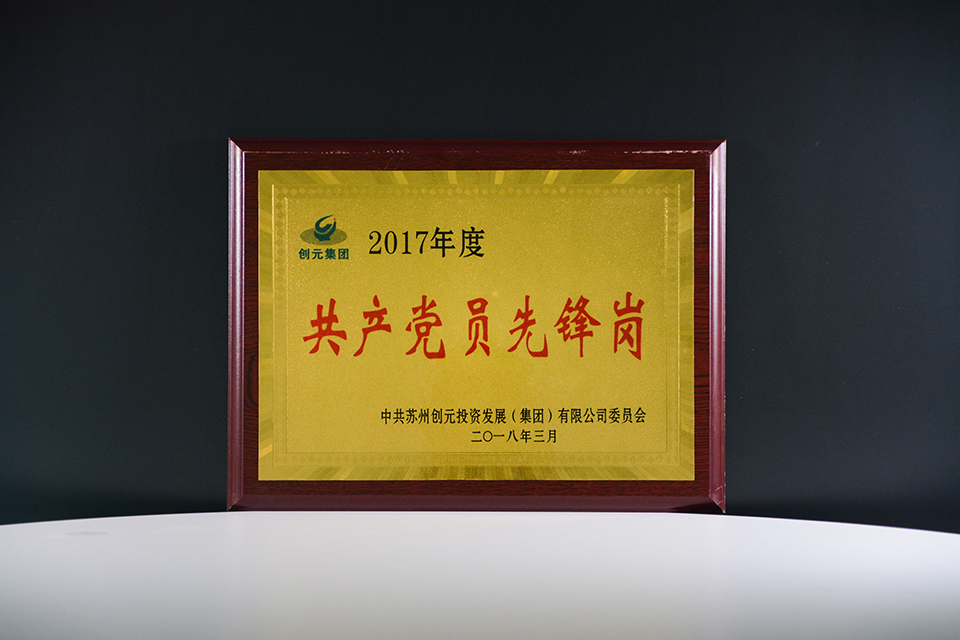 创元集团
2017年度
共产党员先锋岗
中共苏州创元投资发展（集团）有限公司委员会
二〇一八年三月